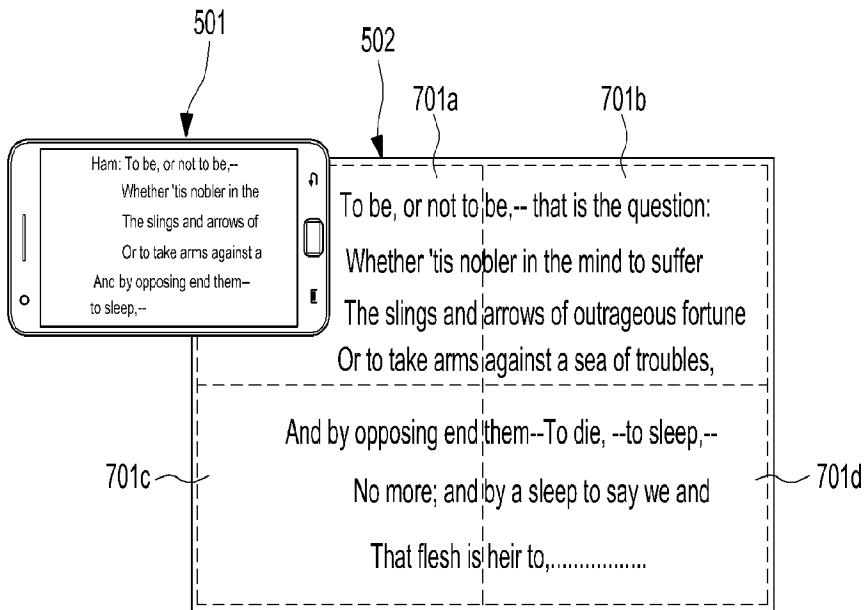 501
502
701a
701b
Ham: To be, or not to be,--
Whether 'tis nobler in the
The slings and arrows of
Or to take arms against a
And by opposing end them--
to sleep,--
To be, or not to be,-- that is the question:
Whether 'tis nobler in the mind to suffer
The slings and arrows of outrageous fortune
Or to take arms against a sea of troubles,
And by opposing end them--To die, --to sleep,--
701c
701d
No more; and by a sleep to say we and
That flesh is heir to,.................